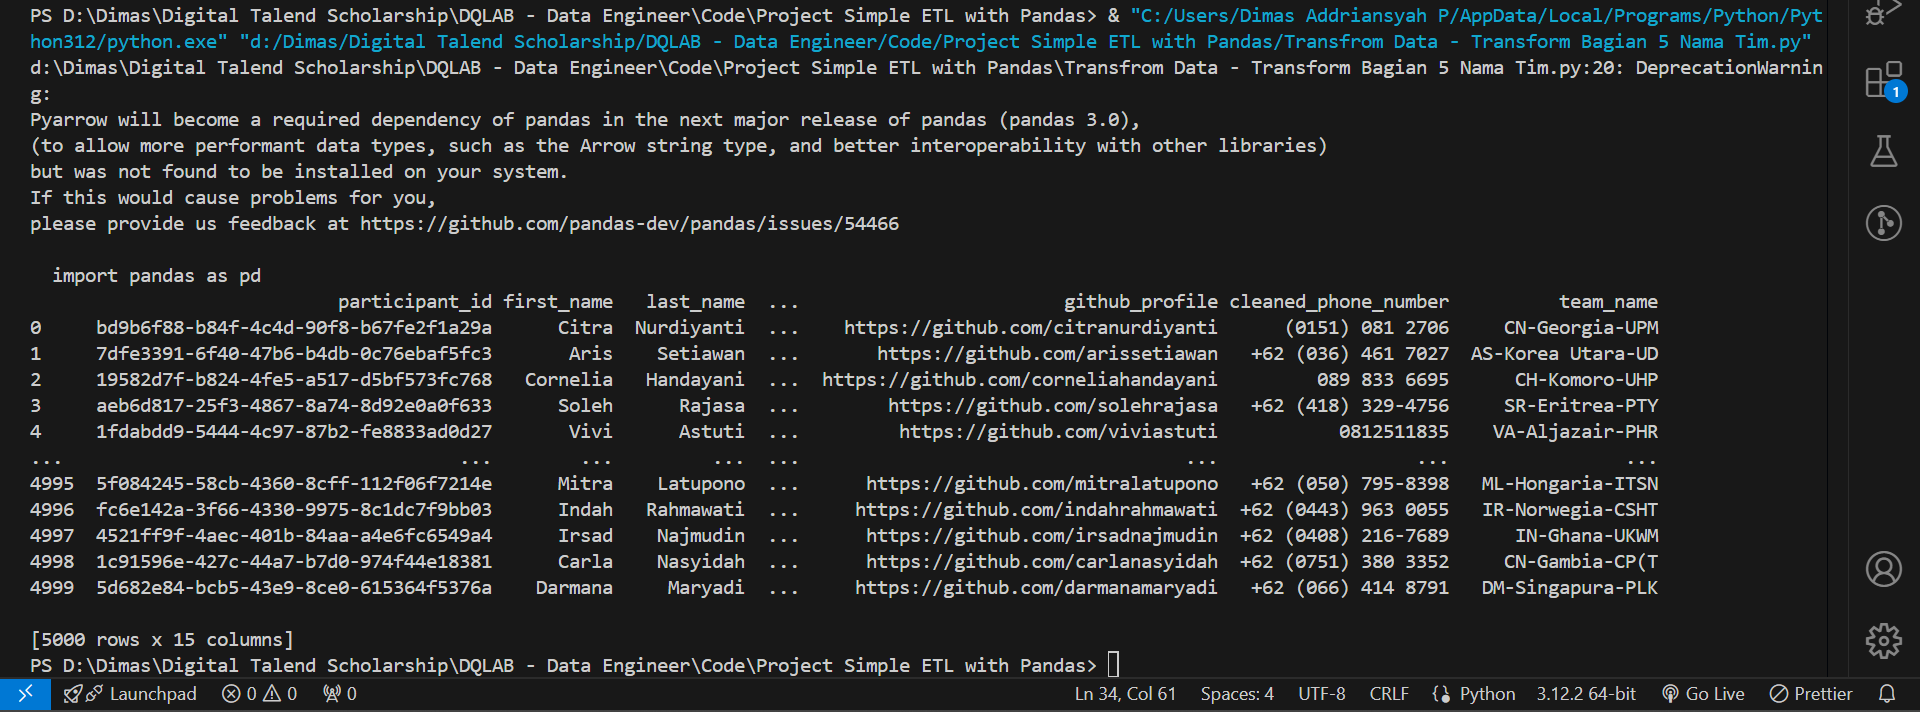 PS D:\Dimas\Digital Talend Scholarship\DQLAB - Data Engineer\Code\Project Simple ETL with Pandas> & "C:/Users/Dimas Addriansyah P/AppData/Local/Programs/Python/Pyt
hon312/python.exe" "d:/Dimas/Digital Talend Scholarship/DQLAB - Data Engineer/Code/Project Simple ETL with Pandas/Transfrom Data - Transform Bagian 5 Nama Tim.py"
d:\Dimas\Digital Talend Scholarship\DQLAB - Data Engineer\Code\Project Simple ETL with Pandas\Transfrom Data - Transform Bagian 5 Nama Tim.py:20: DeprecationWarnin
g:
Pyarrow will become a required dependency of pandas in the next major release of pandas (pandas 3.0),
(to allow more performant data types, such as the Arrow string type, and better interoperability with other libraries)
but was not found to be installed on your system.
If this would cause problems for you,
please provide us feedback at https://github.com/pandas-dev/pandas/issues/54466
import pandas as pd
participant_id first_name last_name ... github_profile cleaned_phone_number team_name
0 bd9b6f88-b84f-4c4d-90f8-b67fe2f1a29a Citra Nurdiyanti ... https://github.com/citranurdiyanti (0151) 081 2706 CN-Georgia-UPM
1 7dfe3391-6f40-47b6-b4db-0c76ebaf5fc3 Aris Setiawan ... https://github.com/arissetiawan +62 (036) 461 7027 AS-Korea Utara-UD
2 19582d7f-b824-4fe5-a517-d5bf573fc768 Cornelia Handayani ... https://github.com/corneliahandayani 089 833 6695 CH-Komoro-UHP
3 aeb6d817-25f3-4867-8a74-8d92e0a0f633 Soleh Rajasa ... https://github.com/solehrajasa +62 (418) 329-4756 SR-Eritrea-PTY
4 1fdabdd9-5444-4c97-87b2-fe8833ad0d27 Vivi Astuti ... https://github.com/viviastuti 0812511835 VA-Aljazair-PHR
... ... ... ... ... ... ... ...
4995 5f084245-58cb-4360-8cff-112f06f7214e Mitra Latupono ... https://github.com/mitralatupono +62 (050) 795-8398 ML-Hongaria-ITSN
4996 fc6e142a-3f66-4330-9975-8c1dc7f9bb03 Indah Rahmawati ... https://github.com/indahrahmawati +62 (0443) 963 0055 IR-Norwegia-CSHT
4997 4521ff9f-4aec-401b-84aa-a4e6fc6549a4 Irsad Najmudin ... https://github.com/irsadnajmudin +62 (0408) 216-7689 IN-Ghana-UKWM
4998 1c91596e-427c-44a7-b7d0-974f44e18381 Carla Nasyidah ... https://github.com/carlanasyidah +62 (0751) 380 3352 CN-Gambia-CP(T
4999 5d682e84-bcb5-43e9-8ce0-615364f5376a Darmana Maryadi ... https://github.com/darmanamaryadi +62 (066) 414 8791 DM-Singapura-PLK
[5000 rows x 15 columns]
PS D:\Dimas\Digital Talend Scholarship\DQLAB - Data Engineer\Code\Project Simple ETL with Pandas>
1
Launchpad 0 0 0 Ln 34, Col 61 Spaces: 4 UTF-8 CRLF Python 3.12.2 64-bit Go Live Prettier